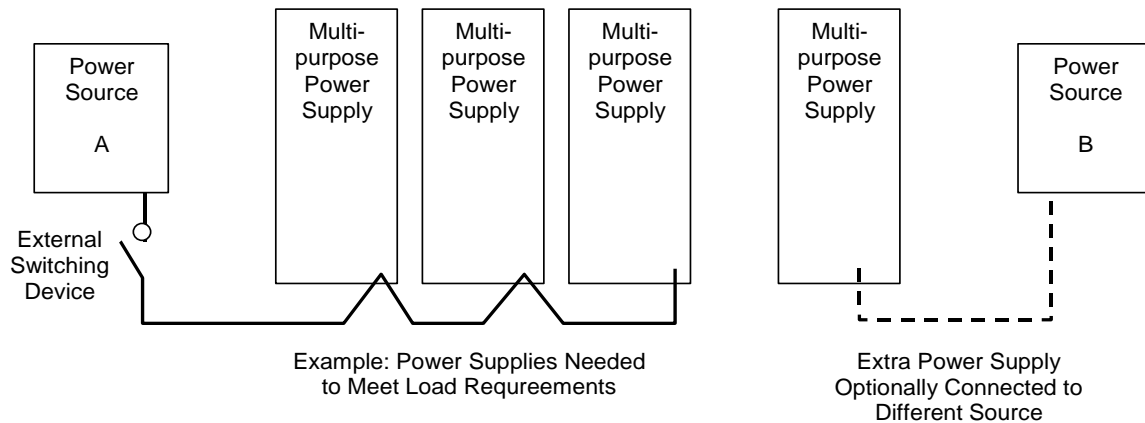 Power
Source
A
External
Switching
Device
Multi-
purpose
Power
Supply
Multi-
purpose
Power
Supply
Multi-
purpose
Power
Supply
Example: Power Supplies Needed
to Meet Load Requreements
Multi-
purpose
Power
Supply
Power
Source
B
Extra Power Supply
Optionally Connected to
Different Source